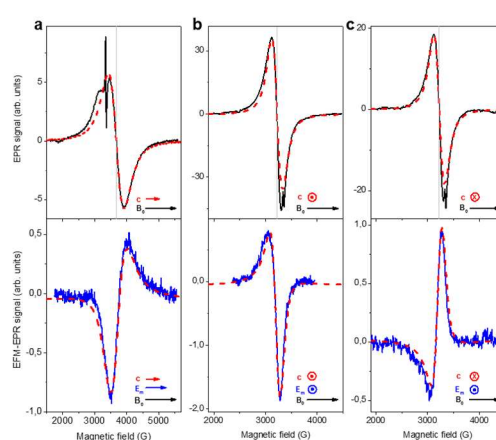 a b c
EPR signal (arb. units)
5
0
-5
c
B₀
30
0
-30
c
B₀
20
0
-20
c
B₀
EFM-EPR signal (arb. units)
0,5
0,0
-0,5
-1,0
c
Eₘ
B₀
2000 3000 4000 5000
0,0
-1,0
-2,0
c
Eₘ
B₀
2000 3000 4000
1,0
0,5
0,0
-0,5
c
Eₘ
B₀
2000 3000 4000
Magnetic field (G) Magnetic field (G) Magnetic field (G)